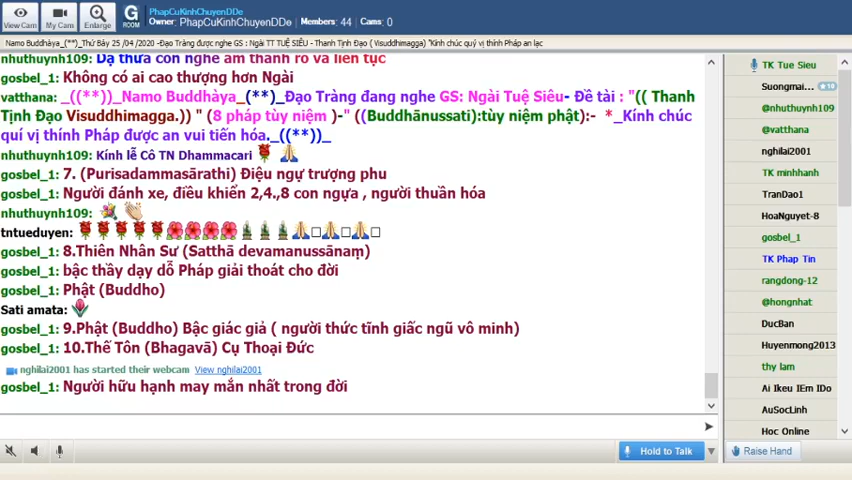 PhapCuKinhChuyenDDe
Owner: PhapCuKinhChuyenDDe Members: 44 Cams: 0
View Cam
My Cam
Enlarge
G
ROOM
Namo Buddhàya_(**)_Thứ Bảy 25 /04 /2020 -Đạo Tràng được nghe GS : Ngài TT TUỆ SIÊU - Thanh Tịnh Đạo ( Visuddhimagga) "Kính chúc quý vị thính Pháp an lạc
nhuthuynh109: Dạ thưa con nghe âm thanh rõ và liên tục
gosbel_1: Không có ai cao thượng hơn Ngài
vatthana: _((**))_Namo Buddhàya_(**)_Đạo Tràng đang nghe GS: Ngài Tuệ Siêu- Đề tài : "(( Thanh
Tịnh Đạo Visuddhimagga.)) " (8 pháp tùy niệm )-" ((Buddhānussati):tùy niệm phật):- *_Kính chúc
quí vị thính Pháp được an vui tiến hóa._((**))_
nhuthuynh109: Kính lễ Cô TN Dhammacari
gosbel_1: 7. (Purisadammasārathi) Điệu ngự trượng phu
gosbel_1: Người đánh xe, điều khiển 2,4.,8 con ngựa , người thuần hóa
nhuthuynh109:
tntueduyen:
gosbel_1: 8.Thiên Nhân Sư (Satthā devamanussānaṃ)
gosbel_1: bậc thầy dạy dỗ Pháp giải thoát cho đời
gosbel_1: Phật (Buddho)
Sati amata:
gosbel_1: 9.Phật (Buddho) Bậc giác giả ( người thức tĩnh giấc ngũ vô minh)
gosbel_1: 10.Thế Tôn (Bhagavā) Cụ Thoại Đức
nghilai2001 has started their webcam View nghilai2001
gosbel_1: Người hữu hạnh may mắn nhất trong đời
Hold to Talk
Raise Hand
TK Tue Sieu
Suongmai... 10
@nhuthuynh109
@vatthana
nghilai2001
TK minhhanh
TranDao1
HoaNguyet-8
gosbel_1
TK Phap Tin
rangdong-12
@hongnhat
DucBan
Huyenmong2013
thy lam
Ai Ikeu IEm IDo
AuSocLinh
Hoc Online